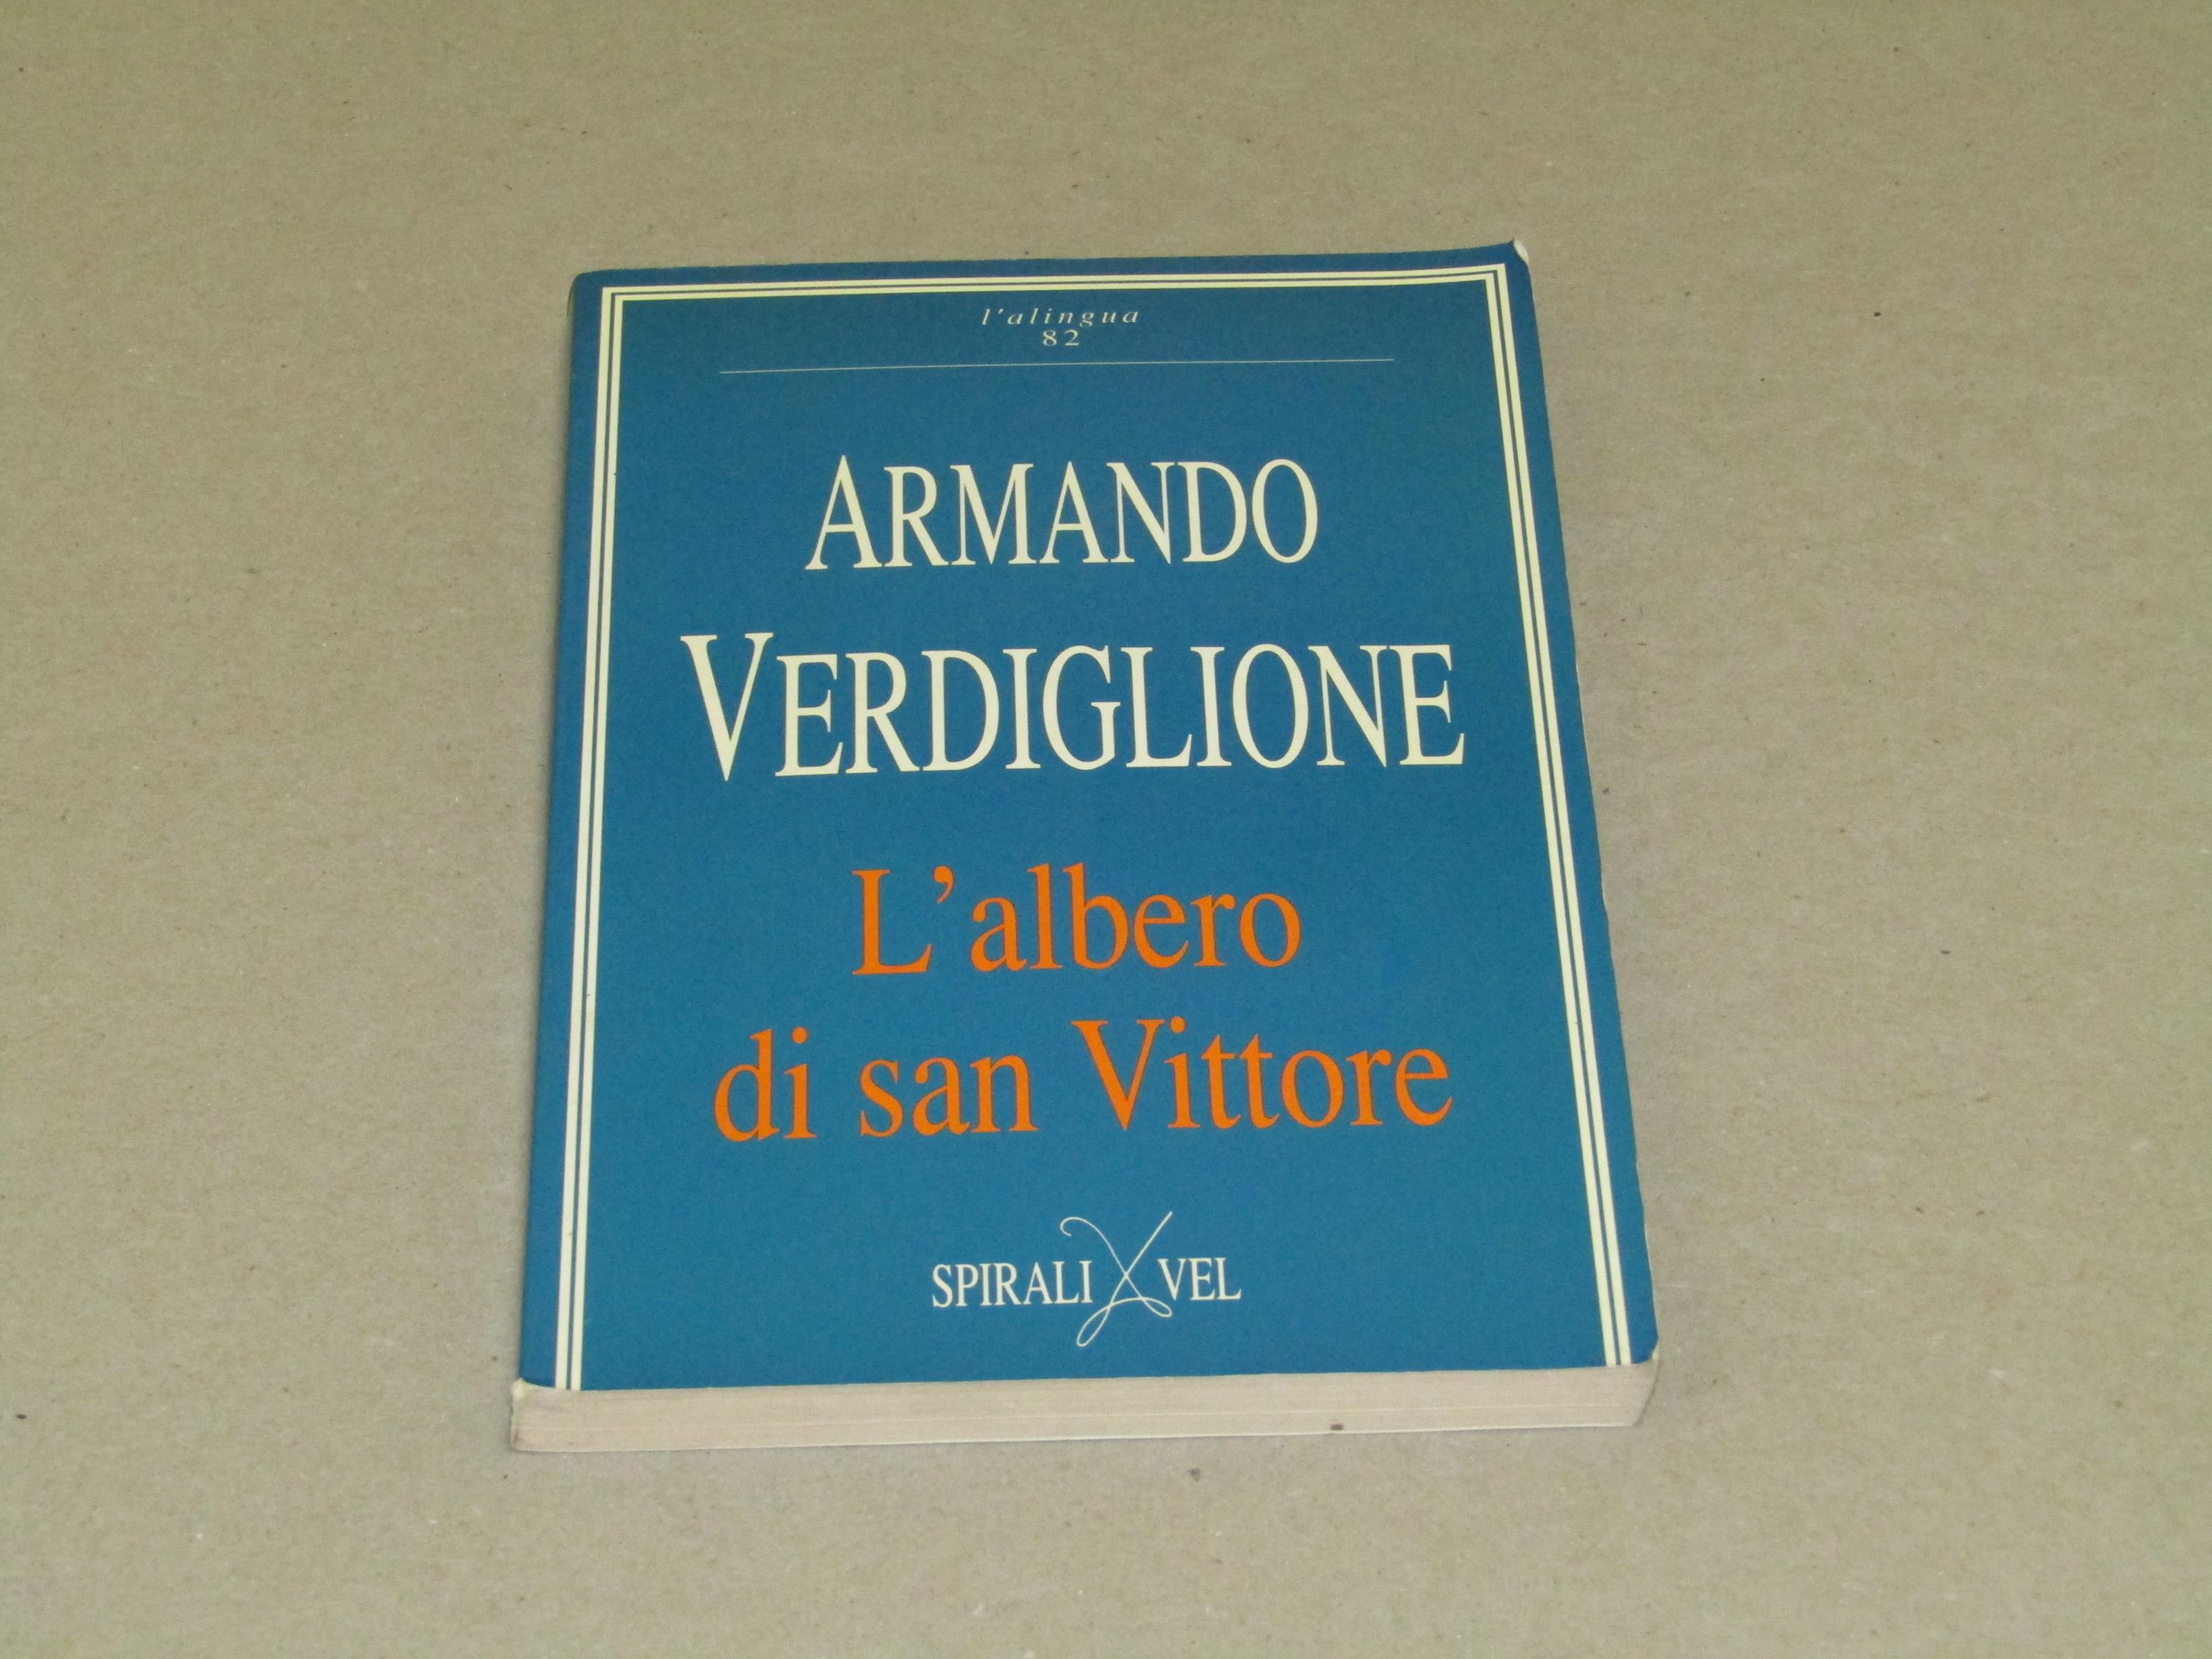 l'alingua
82
ARMANDO
VERDIGLIONE
L'albero
di san Vittore
SPIRALI VEL